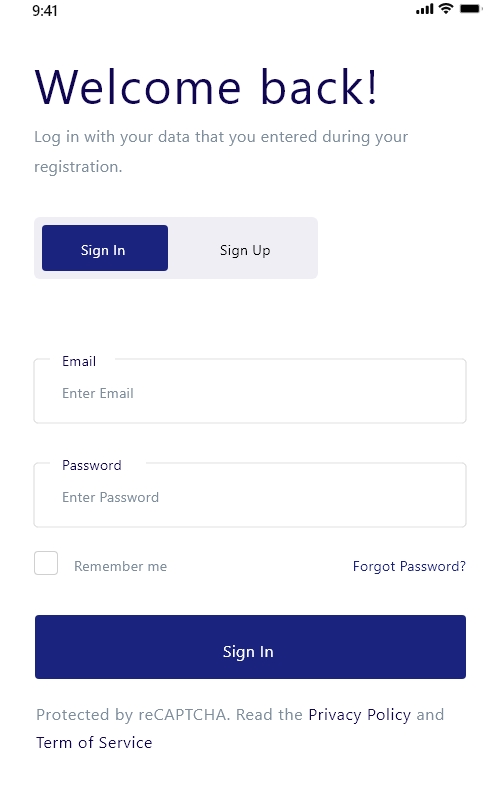 9:41
Welcome back!
Log in with your data that you entered during your
registration.
Sign In
Sign Up
Email
Enter Email
Password
Enter Password
Remember me
Forgot Password?
Sign In
Protected by reCAPTCHA. Read the Privacy Policy and
Term of Service